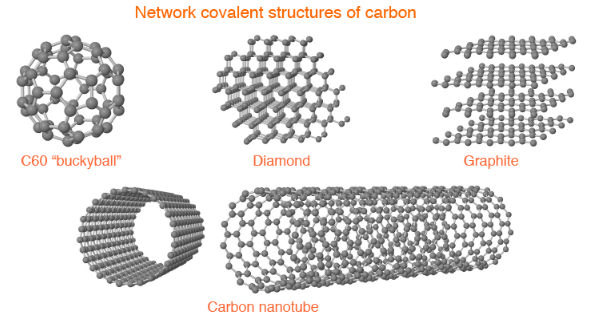 Network covalent structures of carbon
C60 “buckyball”
Diamond
Graphite
Carbon nanotube